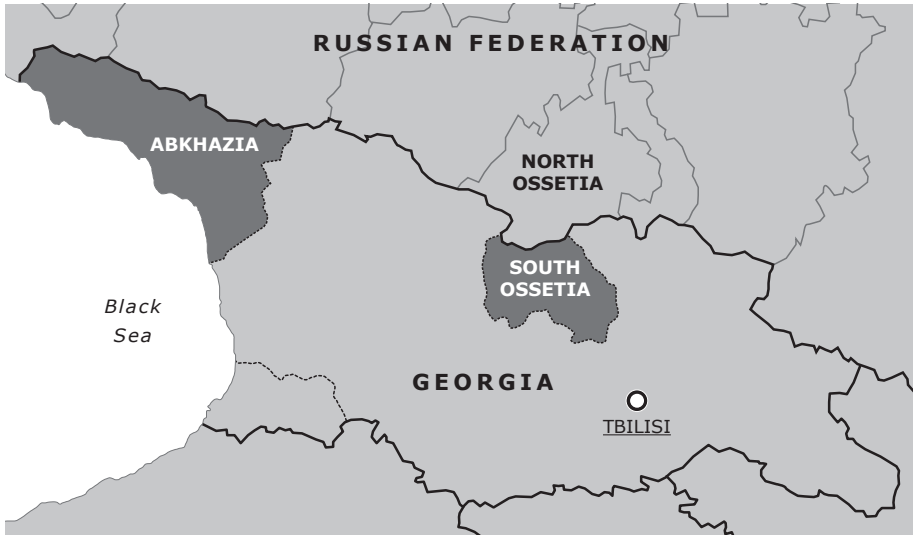 RUSSIAN FEDERATION
ABKHAZIA
NORTH
OSSETIA
SOUTH
OSSETIA
Black
Sea
GEORGIA
TBILISI